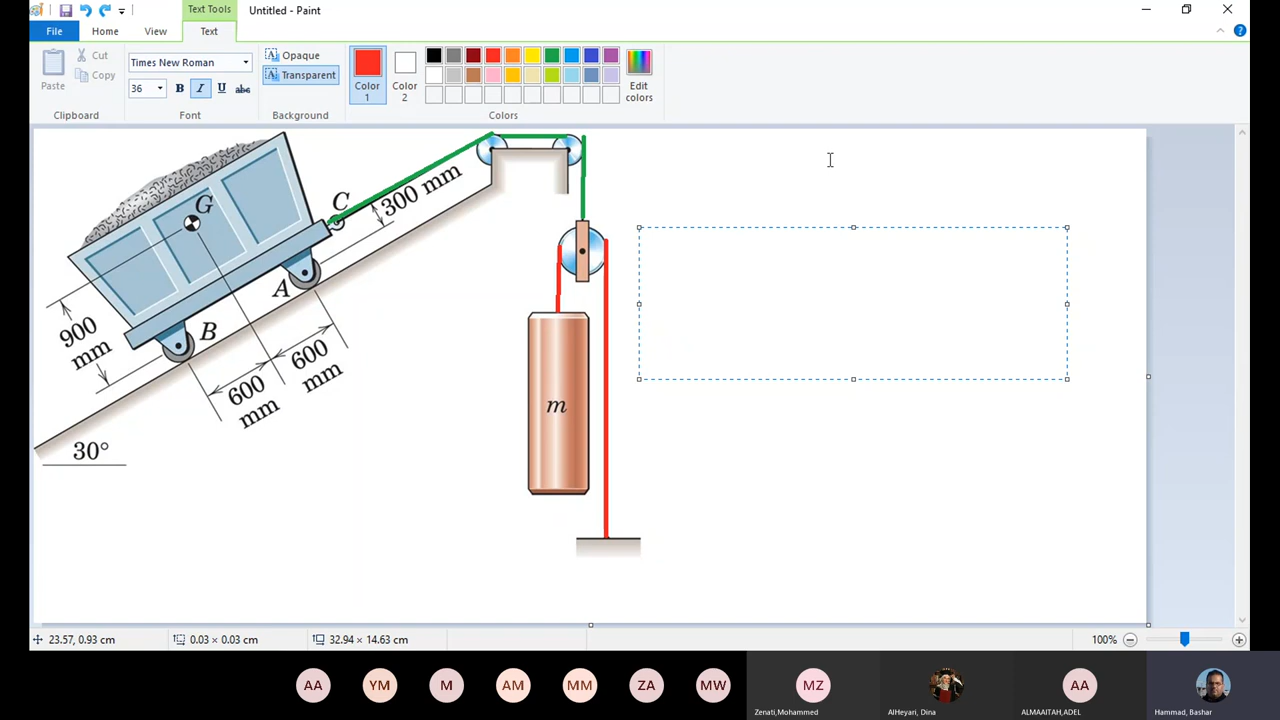 Text Tools
Untitled - Paint
File
Home
View
Text
Cut
Copy
Paste
Clipboard
Times New Roman
36
B
I
U
abc
Font
Opaque
Transparent
Background
Color 1
Color 2
Edit colors
Colors
G
C
300 mm
A
B
900 mm
600 mm
600 mm
30°
m
23.57, 0.93 cm
0.03 × 0.03 cm
32.94 × 14.63 cm
100%
AA
YM
M
AM
MM
ZA
MW
MZ
AA
Zenati,Mohammed
AlHeyari, Dina
ALMAAITAH,ADEL
Hammad, Bashar